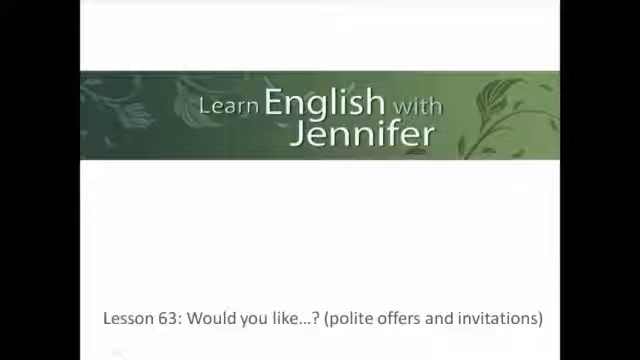 Learn English with
Jennifer
Lesson 63: Would you like...? (polite offers and invitations)